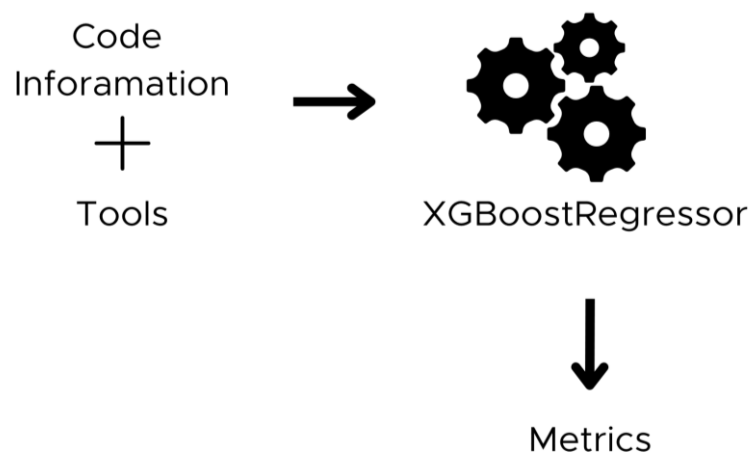 Code
Inforamation
Tools
XGBoostRegressor
Metrics